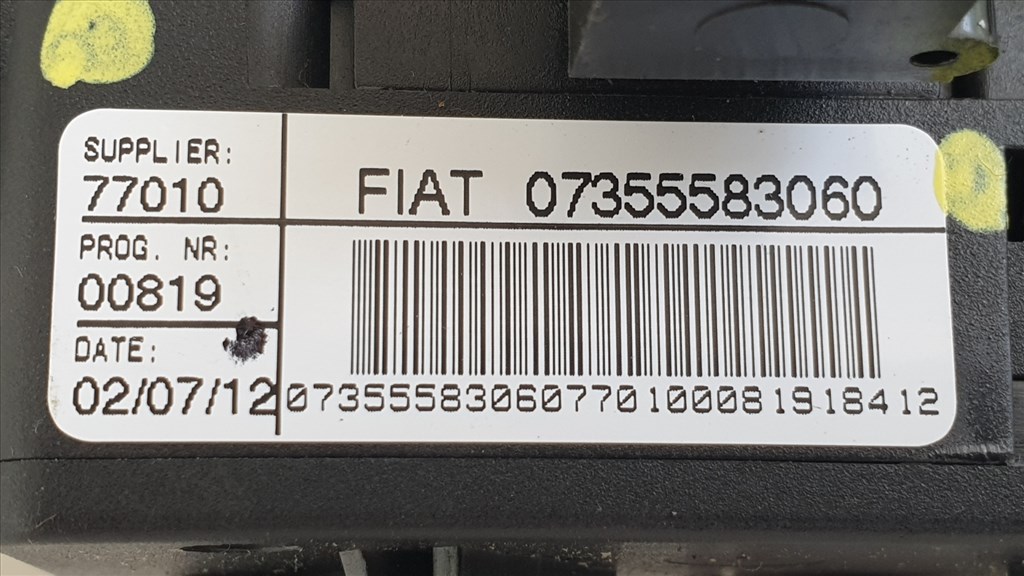 SUPPLIER:
77010
FIAT 07355583060
PROG. NR:
00819
DATE:
02/07/12
07355583060770100081918412